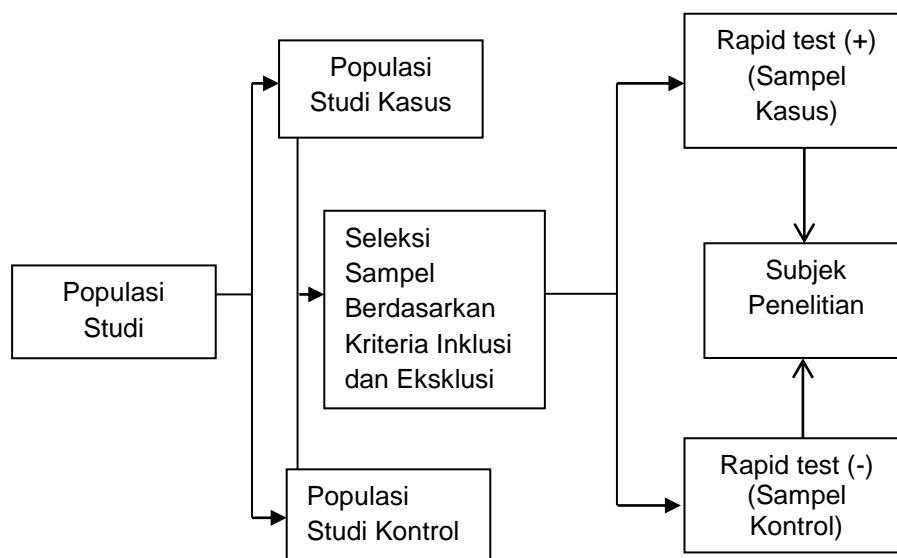 Populasi
Studi
Populasi
Studi Kasus
Seleksi
Sampel
Berdasarkan
Kriteria Inklusi
dan Eksklusi
Populasi
Studi Kontrol
Rapid test (+)
(Sampel
Kasus)
Subjek
Penelitian
Rapid test (-)
(Sampel
Kontrol)